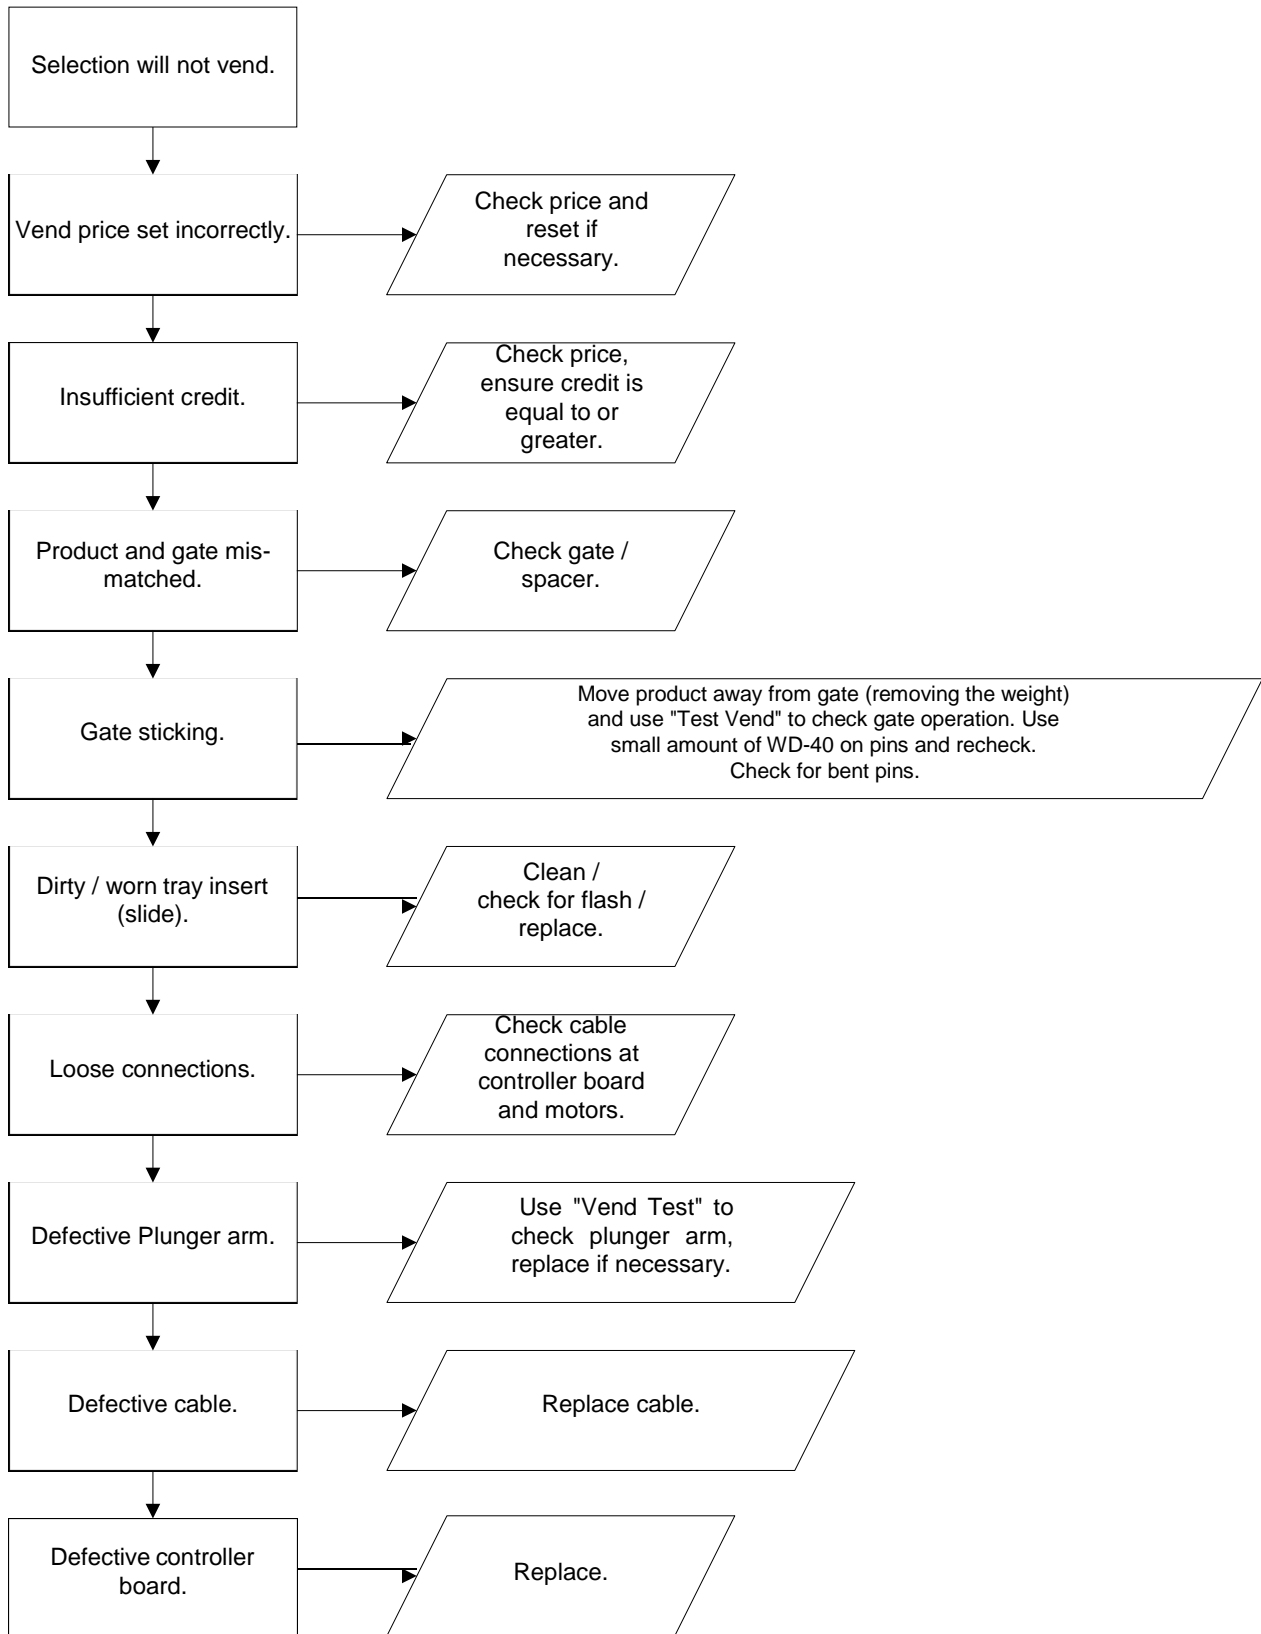 Selection will not vend.
Vend price set incorrectly.
Check price and
reset if
necessary.
Insufficient credit.
Check price,
ensure credit is
equal to or
greater.
Product and gate mis-
matched.
Check gate /
spacer.
Gate sticking.
Move product away from gate (removing the weight)
and use "Test Vend" to check gate operation. Use
small amount of WD-40 on pins and recheck.
Check for bent pins.
Dirty / worn tray insert
(slide).
Clean /
check for flash /
replace.
Loose connections.
Check cable
connections at
controller board
and motors.
Defective Plunger arm.
Use "Vend Test" to
check plunger arm,
replace if necessary.
Defective cable.
Replace cable.
Defective controller
board.
Replace.